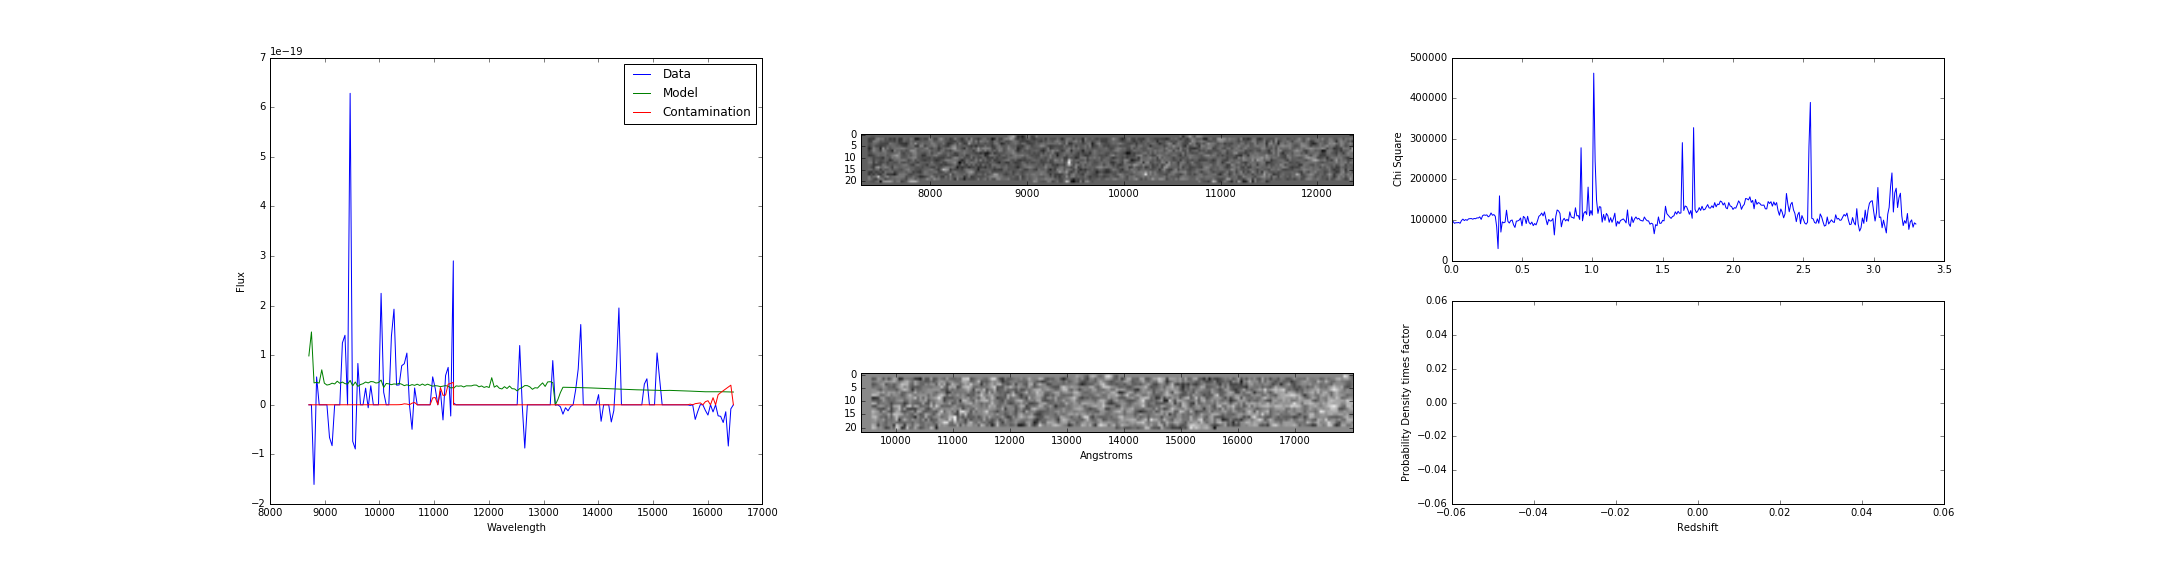 1e−19
7
6
5
4
3
2
1
0
−1
−2
8000 9000 10000 11000 12000 13000 14000 15000 16000 17000
Wavelength
Flux
Data
Model
Contamination
0
5
10
15
20
8000 9000 10000 11000 12000
0
5
10
15
20
10000 11000 12000 13000 14000 15000 16000 17000
Angstroms
500000
400000
300000
200000
100000
0
0.0 0.5 1.0 1.5 2.0 2.5 3.0 3.5
Chi Square
0.06
0.04
0.02
0.00
−0.02
−0.04
−0.06
−0.06 −0.04 −0.02 0.00 0.02 0.04 0.06
Redshift
Probability Density times factor